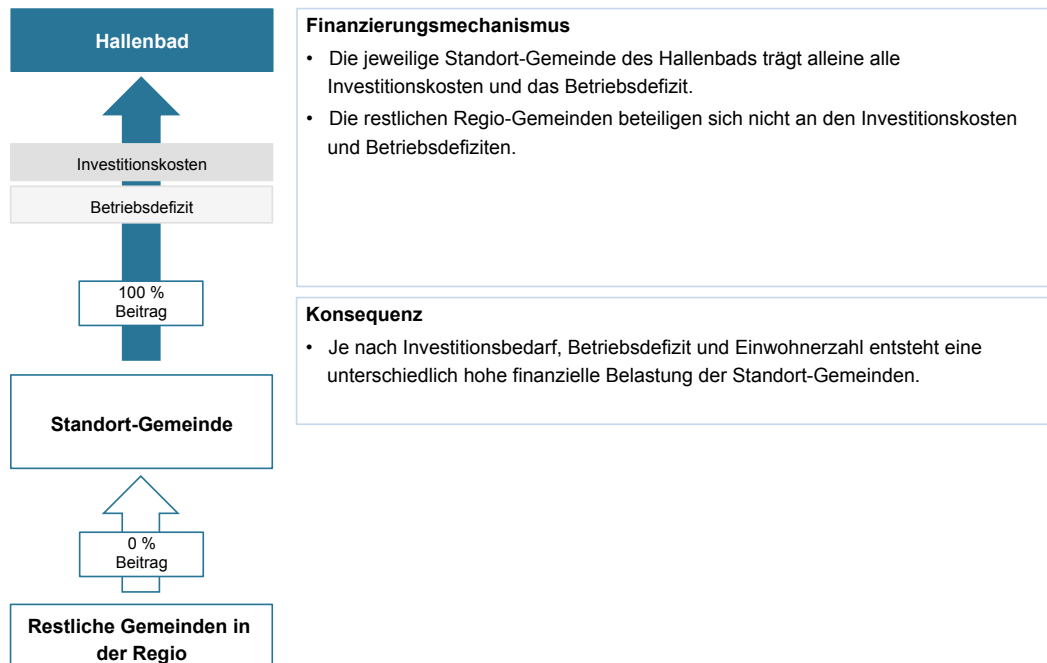 Hallenbad
Investitionskosten
Betriebsdefizit
100 %
Beitrag
Standort-Gemeinde
0 %
Beitrag
Restliche Gemeinden in
der Regio
Finanzierungsmechanismus
• Die jeweilige Standort-Gemeinde des Hallenbads trägt alleine alle
Investitionskosten und das Betriebsdefizit.
• Die restlichen Regio-Gemeinden beteiligen sich nicht an den Investitionskosten
und Betriebsdefiziten.
Konsequenz
• Je nach Investitionsbedarf, Betriebsdefizit und Einwohnerzahl entsteht eine
unterschiedlich hohe finanzielle Belastung der Standort-Gemeinden.